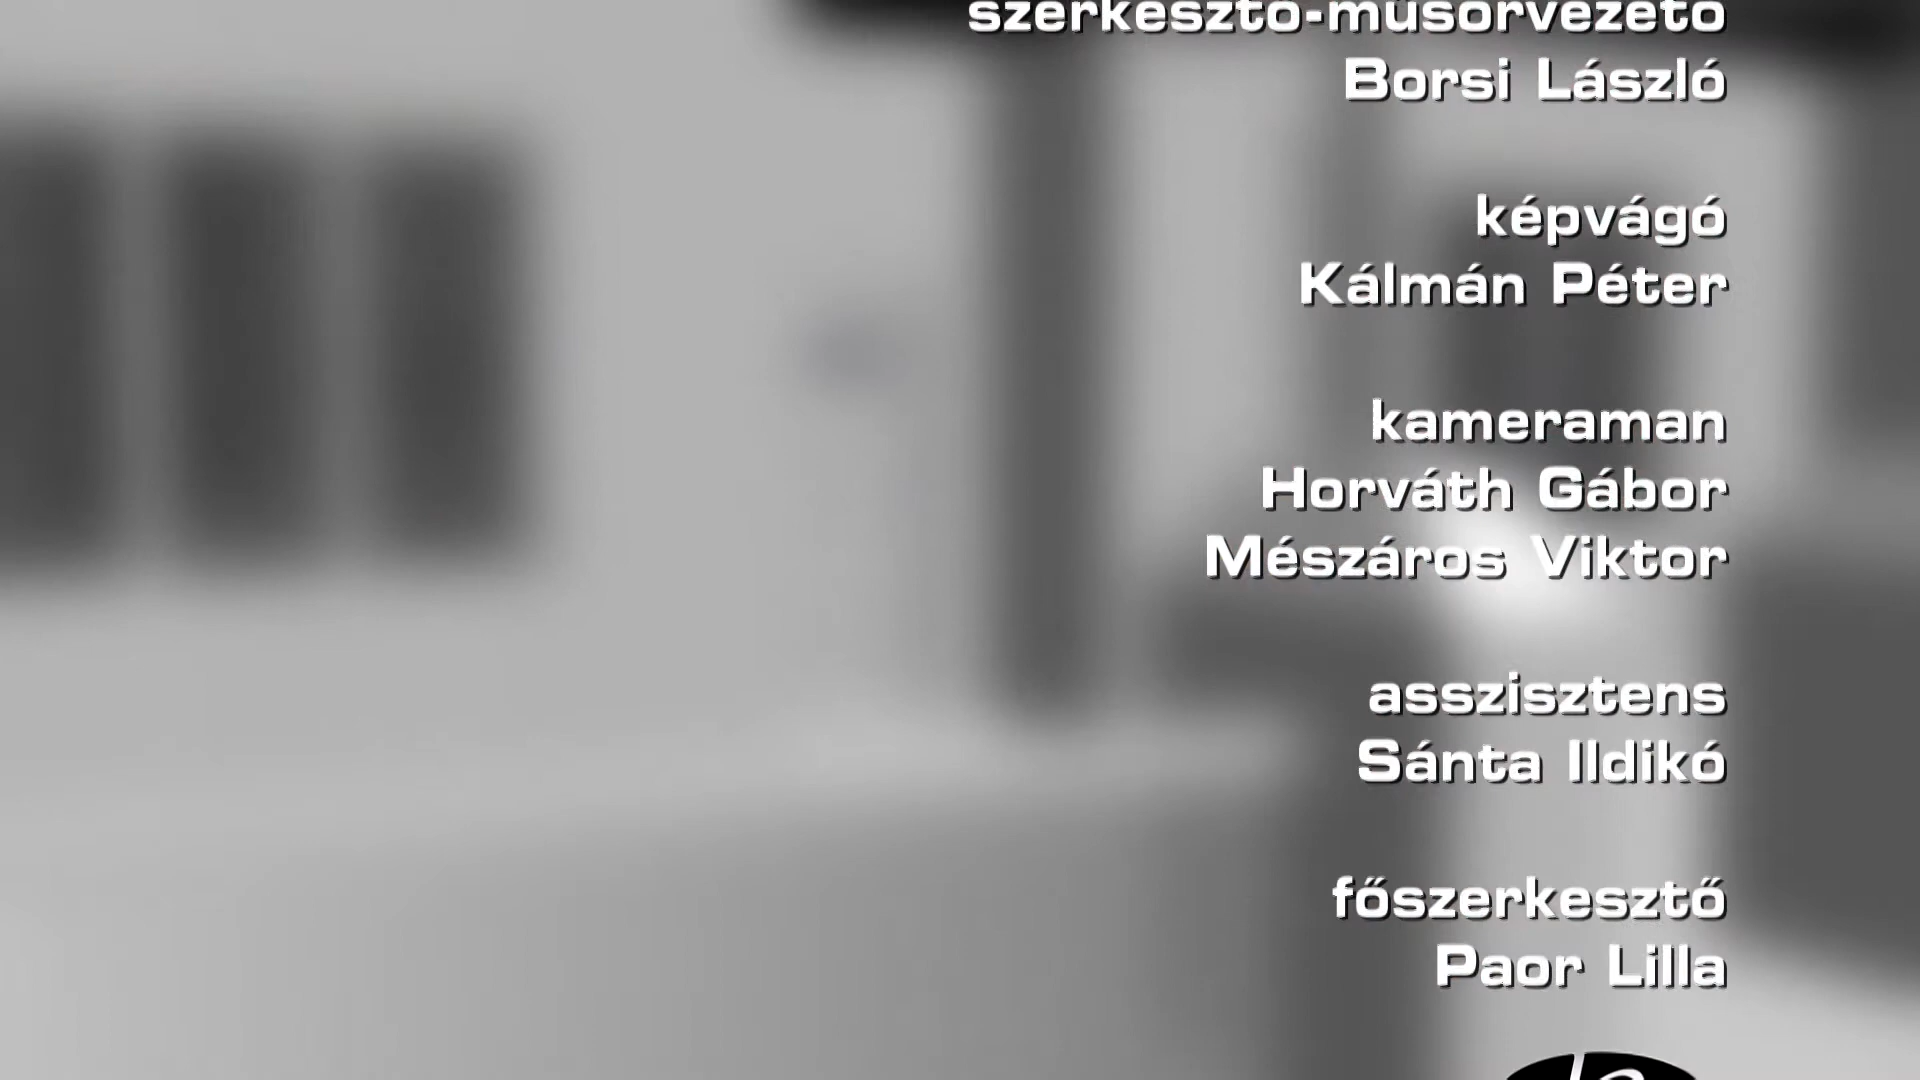 szerkesztő-műsorvezető
Borsi László
képvágó
Kálmán Péter
kameraman
Horváth Gábor
Mészáros Viktor
asszisztens
Sánta Ildikó
főszerkesztő
Paor Lilla